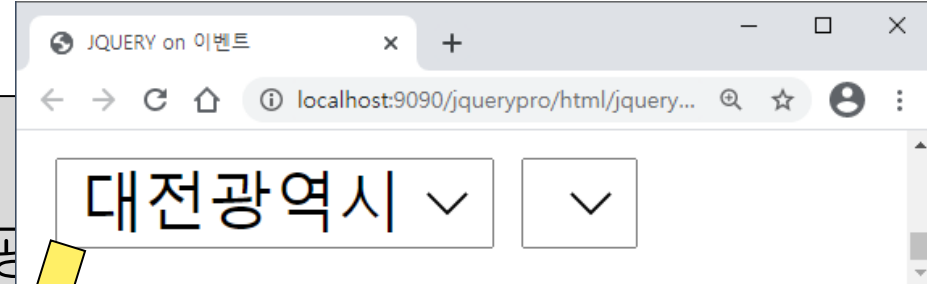 JQUERY on 이벤트
localhost:9090/jquerypro/html/jquery...
대전광역시